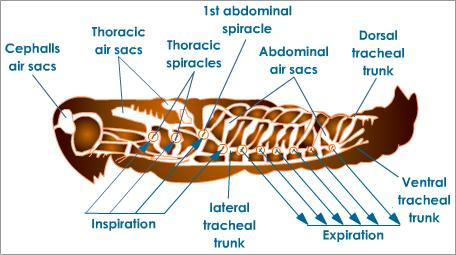 1st abdominal
spiracle
Thoracic
air sacs
Thoracic
spiracles
Cephalls
air sacs
Abdominal
air sacs
Dorsal
tracheal
trunk
Inspiration
lateral
tracheal
trunk
Expiration
Ventral
tracheal
trunk